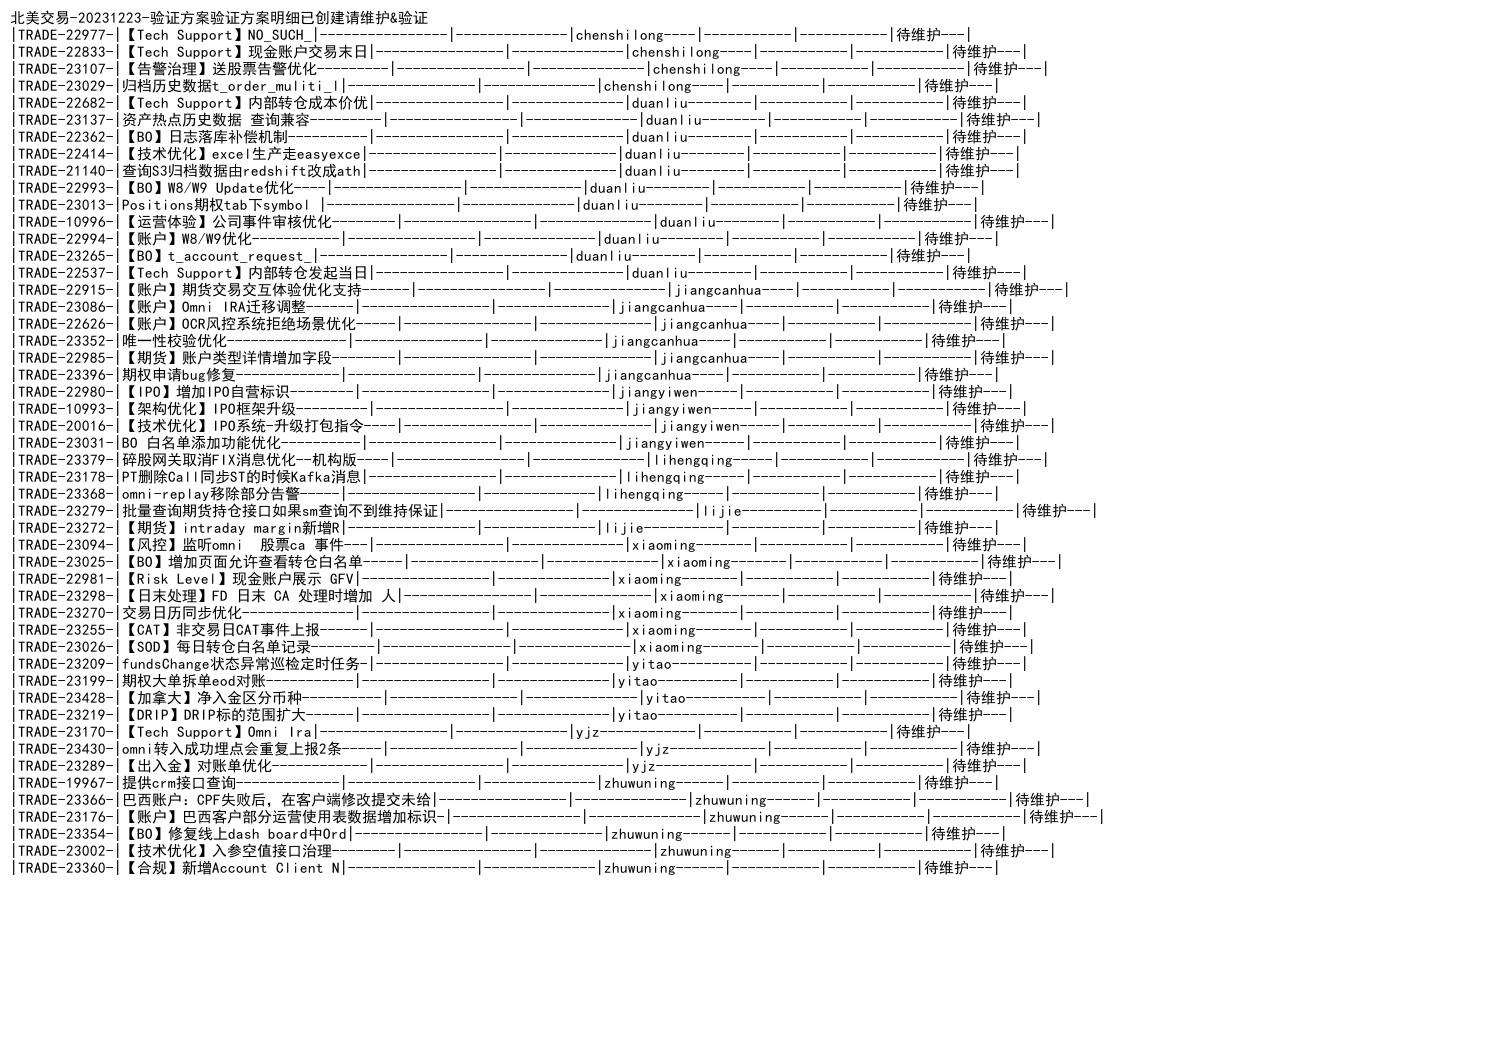 北美交易-20231223-验证方案验证方案明细已创建请维护&验证
|TRADE-22977-|【Tech Support】NO_SUCH_|----------------|--------------|chenshilong----|-----------|-----------|待维护---|
|TRADE-22833-|【Tech Support】现金账户交易末日|----------------|--------------|chenshilong----|-----------|-----------|待维护---|
|TRADE-23107-|【告警治理】送股票告警优化---------|----------------|--------------|chenshilong----|-----------|-----------|待维护---|
|TRADE-23029-|归档历史数据t_order_muliti_l|----------------|--------------|chenshilong----|-----------|-----------|待维护---|
|TRADE-22682-|【Tech Support】内部转仓成本价优|----------------|--------------|duanliu--------|-----------|-----------|待维护---|
|TRADE-23137-|资产热点历史数据 查询兼容---------|----------------|--------------|duanliu--------|-----------|-----------|待维护---|
|TRADE-22362-|【BO】日志落库补偿机制----------|----------------|--------------|duanliu--------|-----------|-----------|待维护---|
|TRADE-22414-|【技术优化】excel生产走easyexce|----------------|--------------|duanliu--------|-----------|-----------|待维护---|
|TRADE-21140-|查询S3归档数据由redshift改成ath|----------------|--------------|duanliu--------|-----------|-----------|待维护---|
|TRADE-22993-|【BO】W8/W9 Update优化----|----------------|--------------|duanliu--------|-----------|-----------|待维护---|
|TRADE-23013-|Positions期权tab下symbol |----------------|--------------|duanliu--------|-----------|-----------|待维护---|
|TRADE-10996-|【运营体验】公司事件审核优化--------|----------------|--------------|duanliu--------|-----------|-----------|待维护---|
|TRADE-22994-|【账户】W8/W9优化-----------|----------------|--------------|duanliu--------|-----------|-----------|待维护---|
|TRADE-23265-|【BO】t_account_request_|----------------|--------------|duanliu--------|-----------|-----------|待维护---|
|TRADE-22537-|【Tech Support】内部转仓发起当日|----------------|--------------|duanliu--------|-----------|-----------|待维护---|
|TRADE-22915-|【账户】期货交易交互体验优化支持------|----------------|--------------|jiangcanhua----|-----------|-----------|待维护---|
|TRADE-23086-|【账户】Omni IRA迁移调整------|----------------|--------------|jiangcanhua----|-----------|-----------|待维护---|
|TRADE-22626-|【账户】OCR风控系统拒绝场景优化-----|----------------|--------------|jiangcanhua----|-----------|-----------|待维护---|
|TRADE-23352-|唯一性校验优化--------------|----------------|--------------|jiangcanhua----|-----------|-----------|待维护---|
|TRADE-22985-|【期货】账户类型详情增加字段--------|----------------|--------------|jiangcanhua----|-----------|-----------|待维护---|
|TRADE-23396-|期权申请bug修复-------------|----------------|--------------|jiangcanhua----|-----------|-----------|待维护---|
|TRADE-22980-|【IPO】增加IPO自营标识--------|----------------|--------------|jiangyiwen-----|-----------|-----------|待维护---|
|TRADE-10993-|【架构优化】IPO框架升级----------|----------------|--------------|jiangyiwen-----|-----------|-----------|待维护---|
|TRADE-20016-|【技术优化】IPO系统-升级打包指令----|----------------|--------------|jiangyiwen-----|-----------|-----------|待维护---|
|TRADE-23031-|BO 白名单添加功能优化-----------|----------------|--------------|jiangyiwen-----|-----------|-----------|待维护---|
|TRADE-23379-|碎股网关取消FIX消息优化--机构版----|----------------|--------------|lihengqing-----|-----------|-----------|待维护---|
|TRADE-23178-|PT删除Call同步ST的时候Kafka消息|----------------|--------------|lihengqing-----|-----------|-----------|待维护---|
|TRADE-23368-|omni-replay移除部分告警-----|----------------|--------------|lihengqing-----|-----------|-----------|待维护---|
|TRADE-23279-|批量查询期货持仓接口如果sm查询不到维持保证|----------------|--------------|lijie----------|-----------|-----------|待维护---|
|TRADE-23272-|【期货】intraday margin新增R|----------------|--------------|lijie----------|-----------|-----------|待维护---|
|TRADE-23094-|【风控】监听omni  股票ca 事件---|----------------|--------------|xiaoming-------|-----------|-----------|待维护---|
|TRADE-23025-|【BO】增加页面允许查看转仓白名单-----|----------------|--------------|xiaoming-------|-----------|-----------|待维护---|
|TRADE-22981-|【Risk Level】现金账户展示 GFV|----------------|--------------|xiaoming-------|-----------|-----------|待维护---|
|TRADE-23298-|【日末处理】FD 日末 CA 处理时增加 人|----------------|--------------|xiaoming-------|-----------|-----------|待维护---|
|TRADE-23270-|交易日历同步优化--------------|----------------|--------------|xiaoming-------|-----------|-----------|待维护---|
|TRADE-23255-|【CAT】非交易日CAT事件上报------|----------------|--------------|xiaoming-------|-----------|-----------|待维护---|
|TRADE-23026-|【SOD】每日转仓白名单记录---------|----------------|--------------|xiaoming-------|-----------|-----------|待维护---|
|TRADE-23209-|fundsChange状态异常巡检定时任务-|----------------|--------------|yitao----------|-----------|-----------|待维护---|
|TRADE-23199-|期权大单拆单eod对账-----------|----------------|--------------|yitao----------|-----------|-----------|待维护---|
|TRADE-23428-|【加拿大】净入金区分币种----------|----------------|--------------|yitao----------|-----------|-----------|待维护---|
|TRADE-23219-|【DRIP】DRIP标的范围扩大------|----------------|--------------|yitao----------|-----------|-----------|待维护---|
|TRADE-23170-|【Tech Support】Omni Ira|----------------|--------------|yjz------------|-----------|-----------|待维护---|
|TRADE-23430-|omni转入成功埋点会重复上报2条-----|----------------|--------------|yjz------------|-----------|-----------|待维护---|
|TRADE-23289-|【出入金】对账单优化------------|----------------|--------------|yjz------------|-----------|-----------|待维护---|
|TRADE-19967-|提供crm接口查询-------------|----------------|--------------|zhuwuning------|-----------|-----------|待维护---|
|TRADE-23366-|巴西账户：CPF失败后，在客户端修改提交未给|----------------|--------------|zhuwuning------|-----------|-----------|待维护---|
|TRADE-23176-|【账户】巴西客户部分运营使用表数据增加标识-|----------------|--------------|zhuwuning------|-----------|-----------|待维护---|
|TRADE-23354-|【BO】修复线上dash board中Ord|----------------|--------------|zhuwuning------|-----------|-----------|待维护---|
|TRADE-23002-|【技术优化】入参空值接口治理--------|----------------|--------------|zhuwuning------|-----------|-----------|待维护---|
|TRADE-23360-|【合规】新增Account Client N|----------------|--------------|zhuwuning------|-----------|-----------|待维护---|